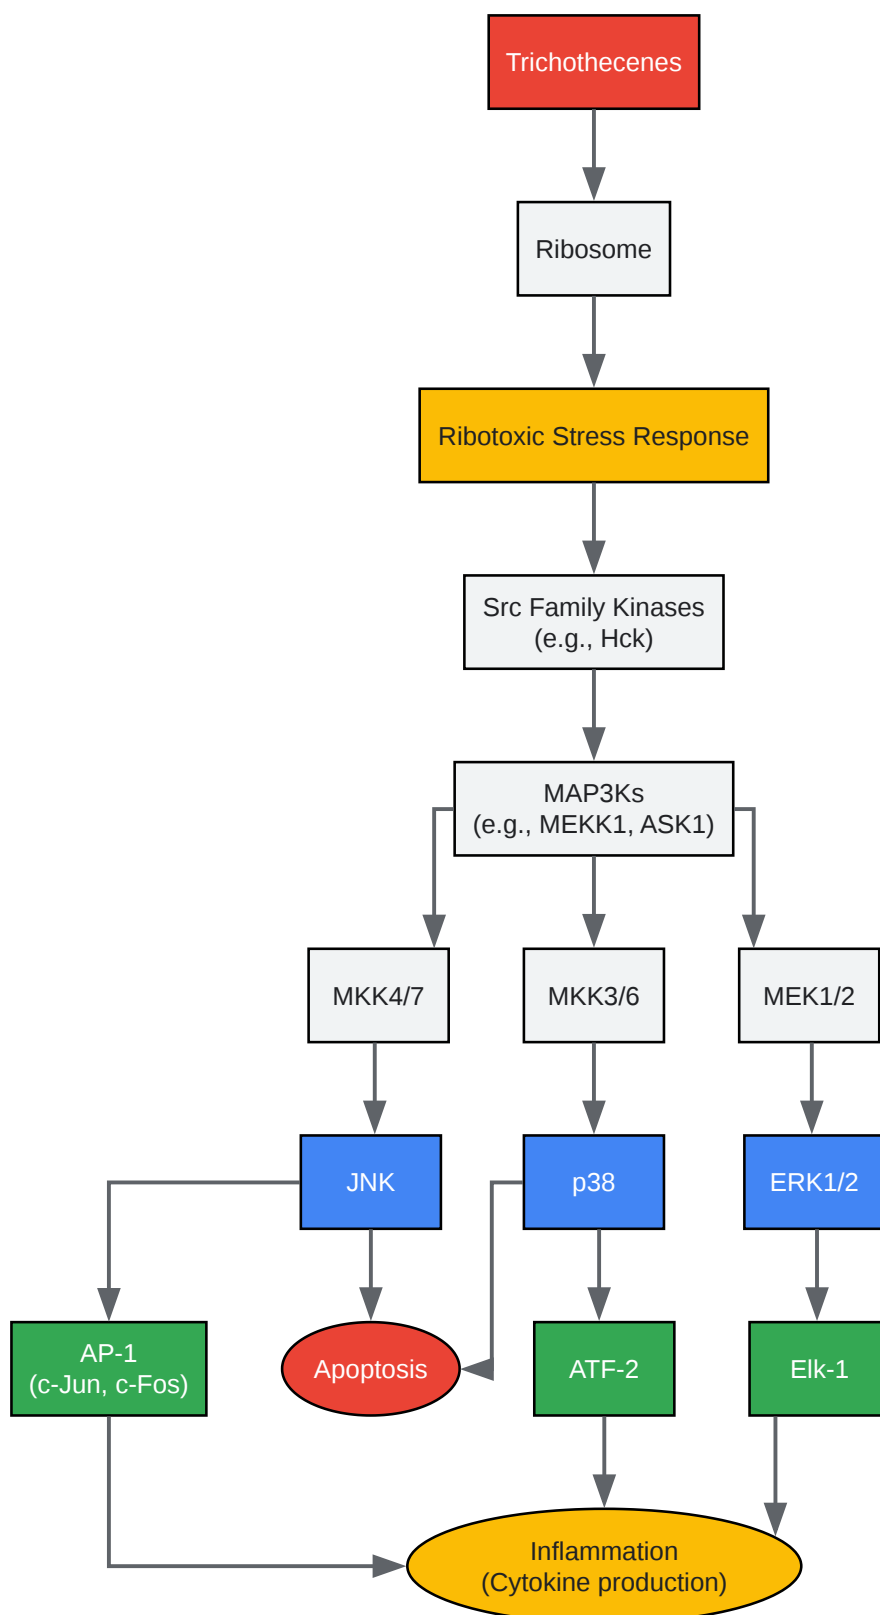 Trichothecenes
Ribosome
Ribotoxic Stress Response
Src Family Kinases
(e.g., Hck)
MAP3Ks
(e.g., MEKK1, ASK1)
MKK4/7
MKK3/6
MEK1/2
JNK
p38
ERK1/2
AP-1
(c-Jun, c-Fos)
Apoptosis
ATF-2
Elk-1
Inflammation
(Cytokine production)